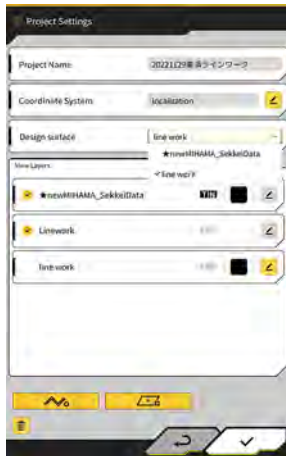 Project Settings
Project Name
20221129東浜ラインワーク
Coordinate System
localization
Design surface
line work
★newMIHAMA_SekkeiData
✓line work
View Layers
★newMIHAMA_SekkeiData
TIN
Linework
line work